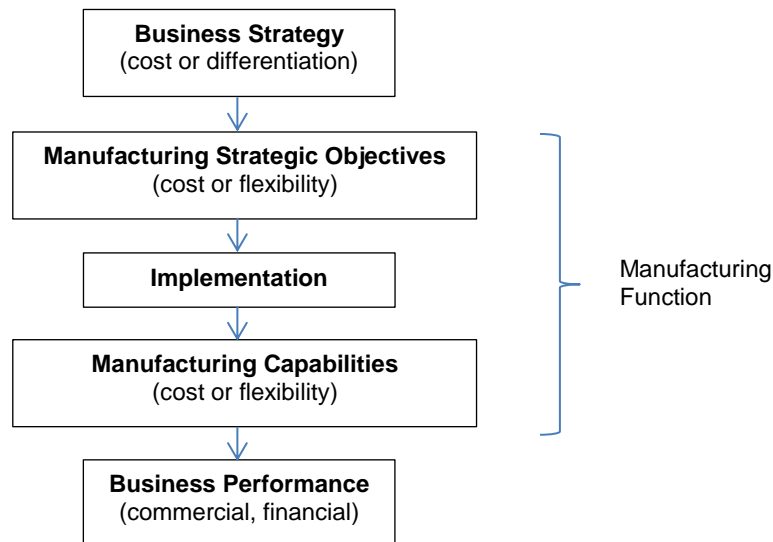 Business Strategy
(cost or differentiation)
Manufacturing Strategic Objectives
(cost or flexibility)
Implementation
Manufacturing
Function
Manufacturing Capabilities
(cost or flexibility)
Business Performance
(commercial, financial)